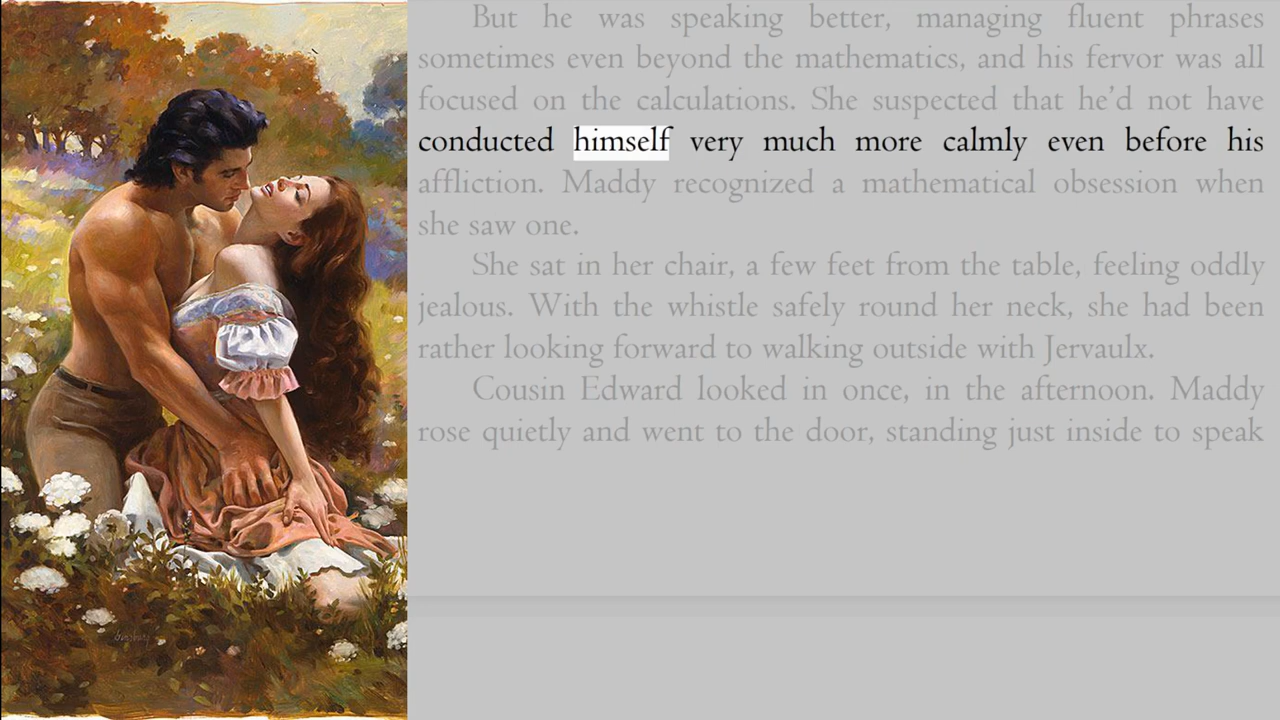 But he was speaking better, managing fluent phrases
sometimes even beyond the mathematics, and his fervor was all
focused on the calculations. She suspected that he'd not have
conducted himself very much more calmly even before his
affliction. Maddy recognized a mathematical obsession when
she saw one.
She sat in her chair, a few feet from the table, feeling oddly
jealous. With the whistle safely round her neck, she had been
rather looking forward to walking outside with Jervaulx.
Cousin Edward looked in once, in the afternoon. Maddy
rose quietly and went to the door, standing just inside to speak